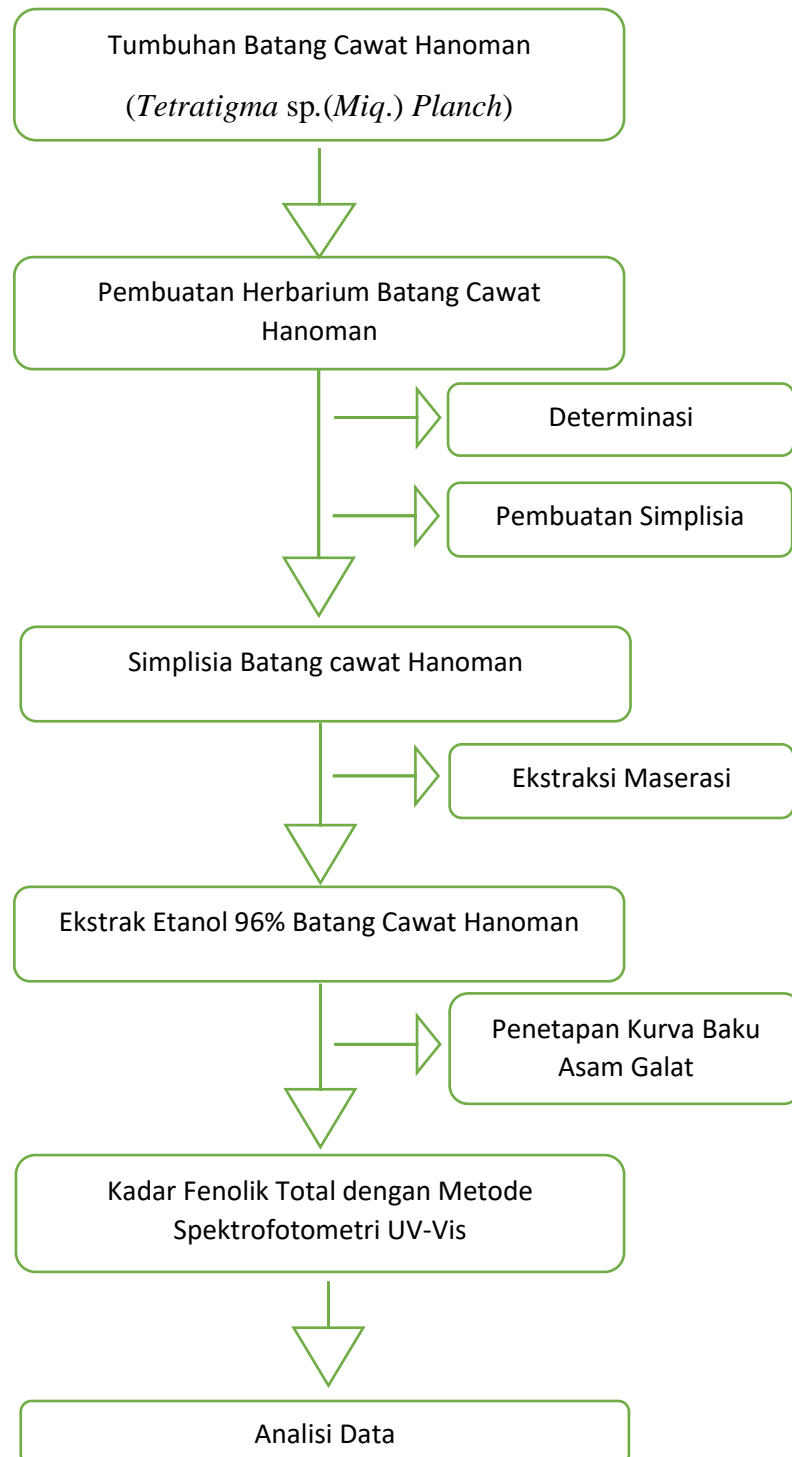 Tumbuhan Batang Cawat Hanoman
(Tetratigma sp.(Miq.) Planch)
Pembuatan Herbarium Batang Cawat
Hanoman
Determinasi
Pembuatan Simplisia
Simplisia Batang cawat Hanoman
Ekstraksi Maserasi
Ekstrak Etanol 96% Batang Cawat Hanoman
Penetapan Kurva Baku
Asam Galat
Kadar Fenolik Total dengan Metode
Spektrofotometri UV-Vis
Analisi Data